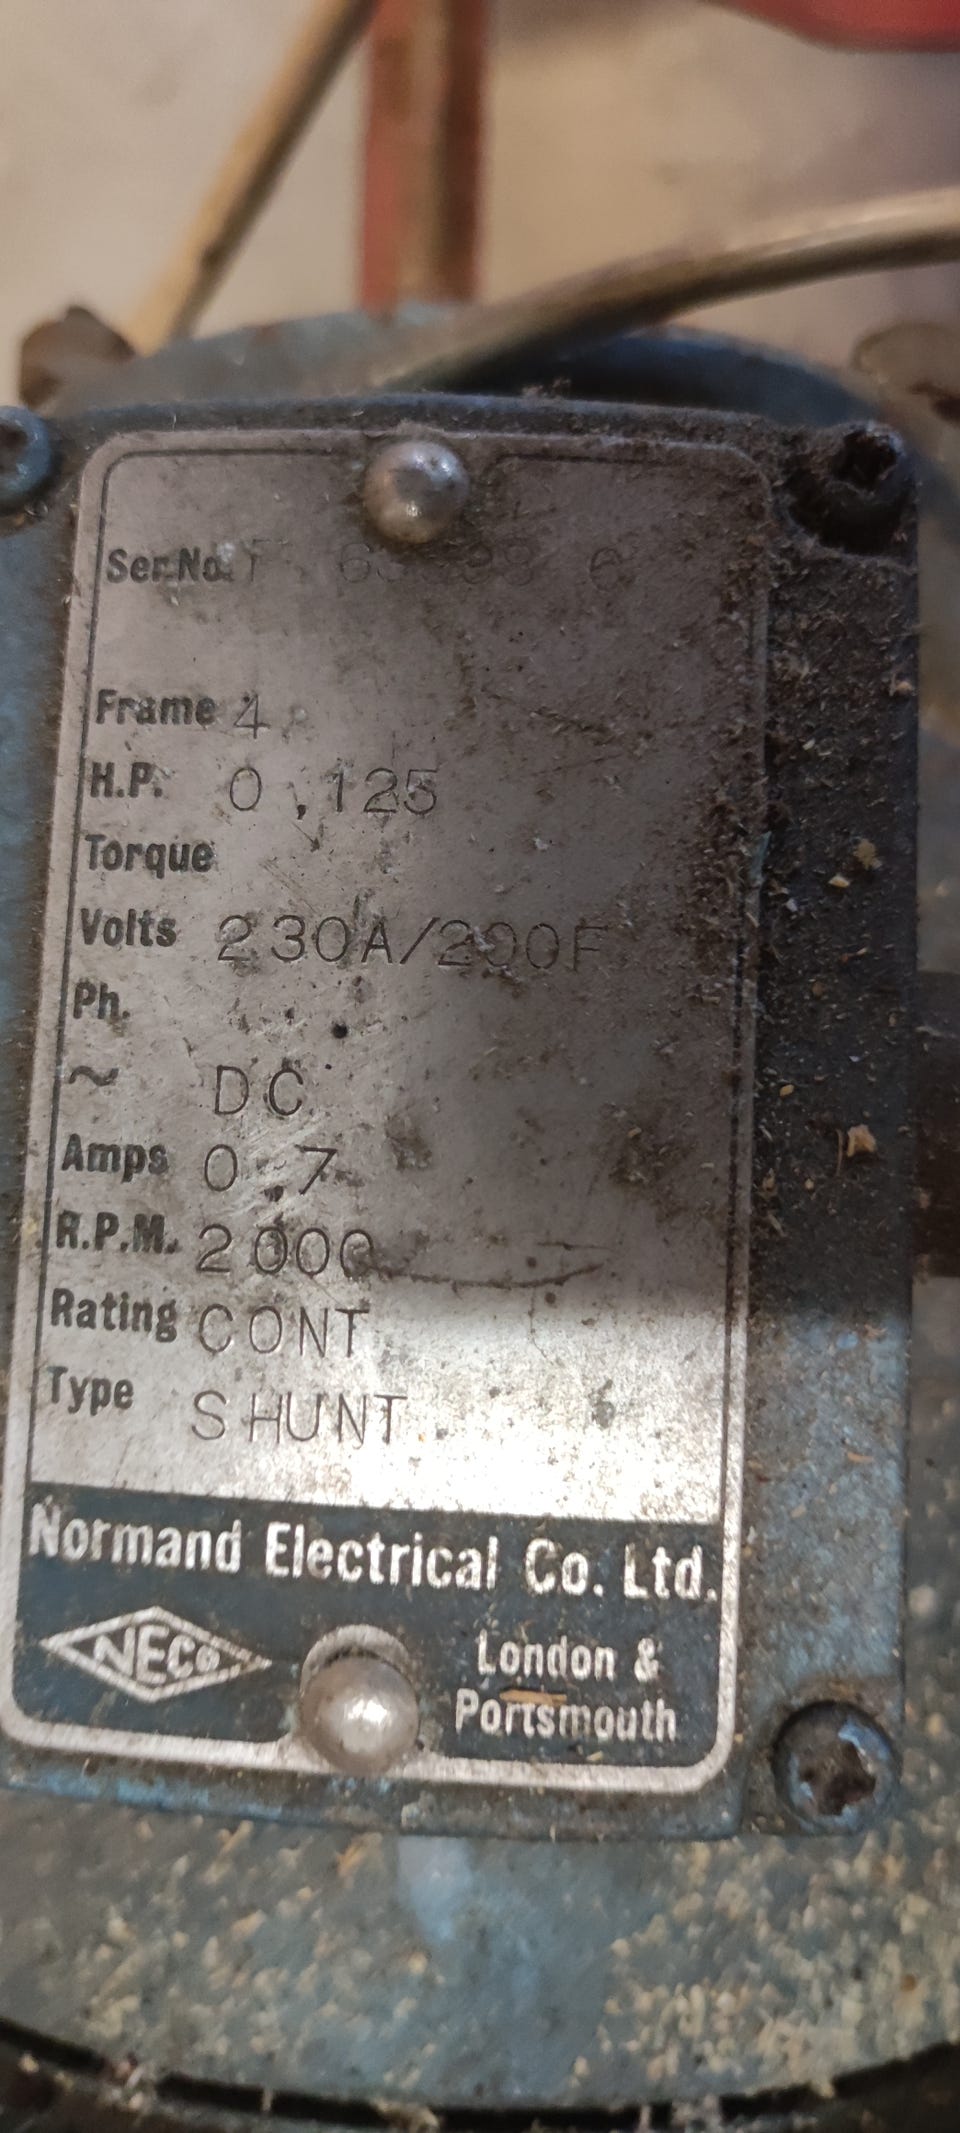 Ser.No.
Frame 4
H.P. 0.125
Torque
Volts 230A/200F
Ph.
~ DC
Amps 0.7
R.P.M. 2000
Rating CONT
Type SHUNT
Normand Electrical Co. Ltd.
NECo
London &
Portsmouth